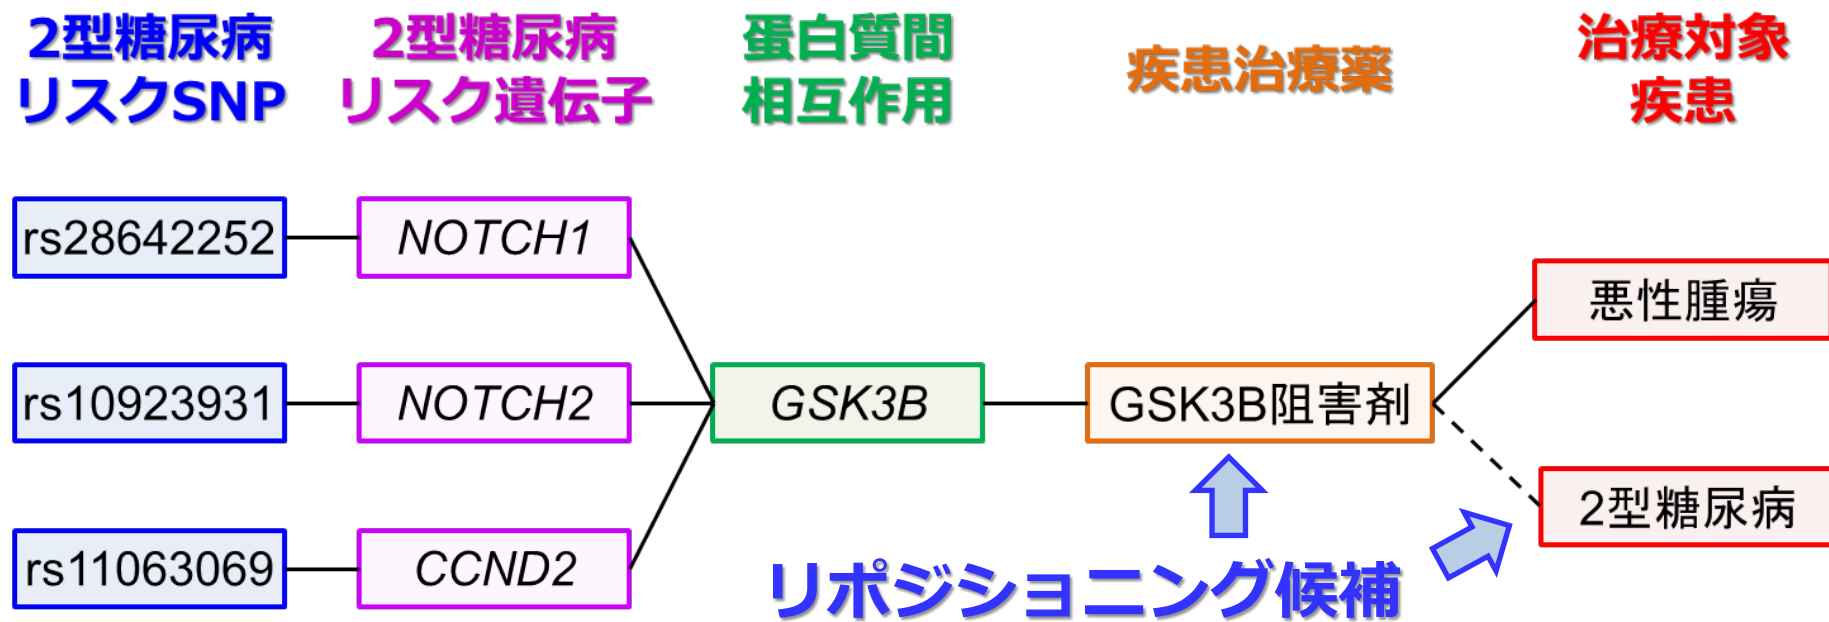 2型糖尿病
リスクSNP
2型糖尿病
リスク遺伝子
蛋白質間
相互作用
疾患治療薬
治療対象
疾患
rs28642252
NOTCH1
rs10923931
NOTCH2
rs11063069
CCND2
GSK3B
GSK3B阻害剤
悪性腫瘍
2型糖尿病
リポジショニング候補